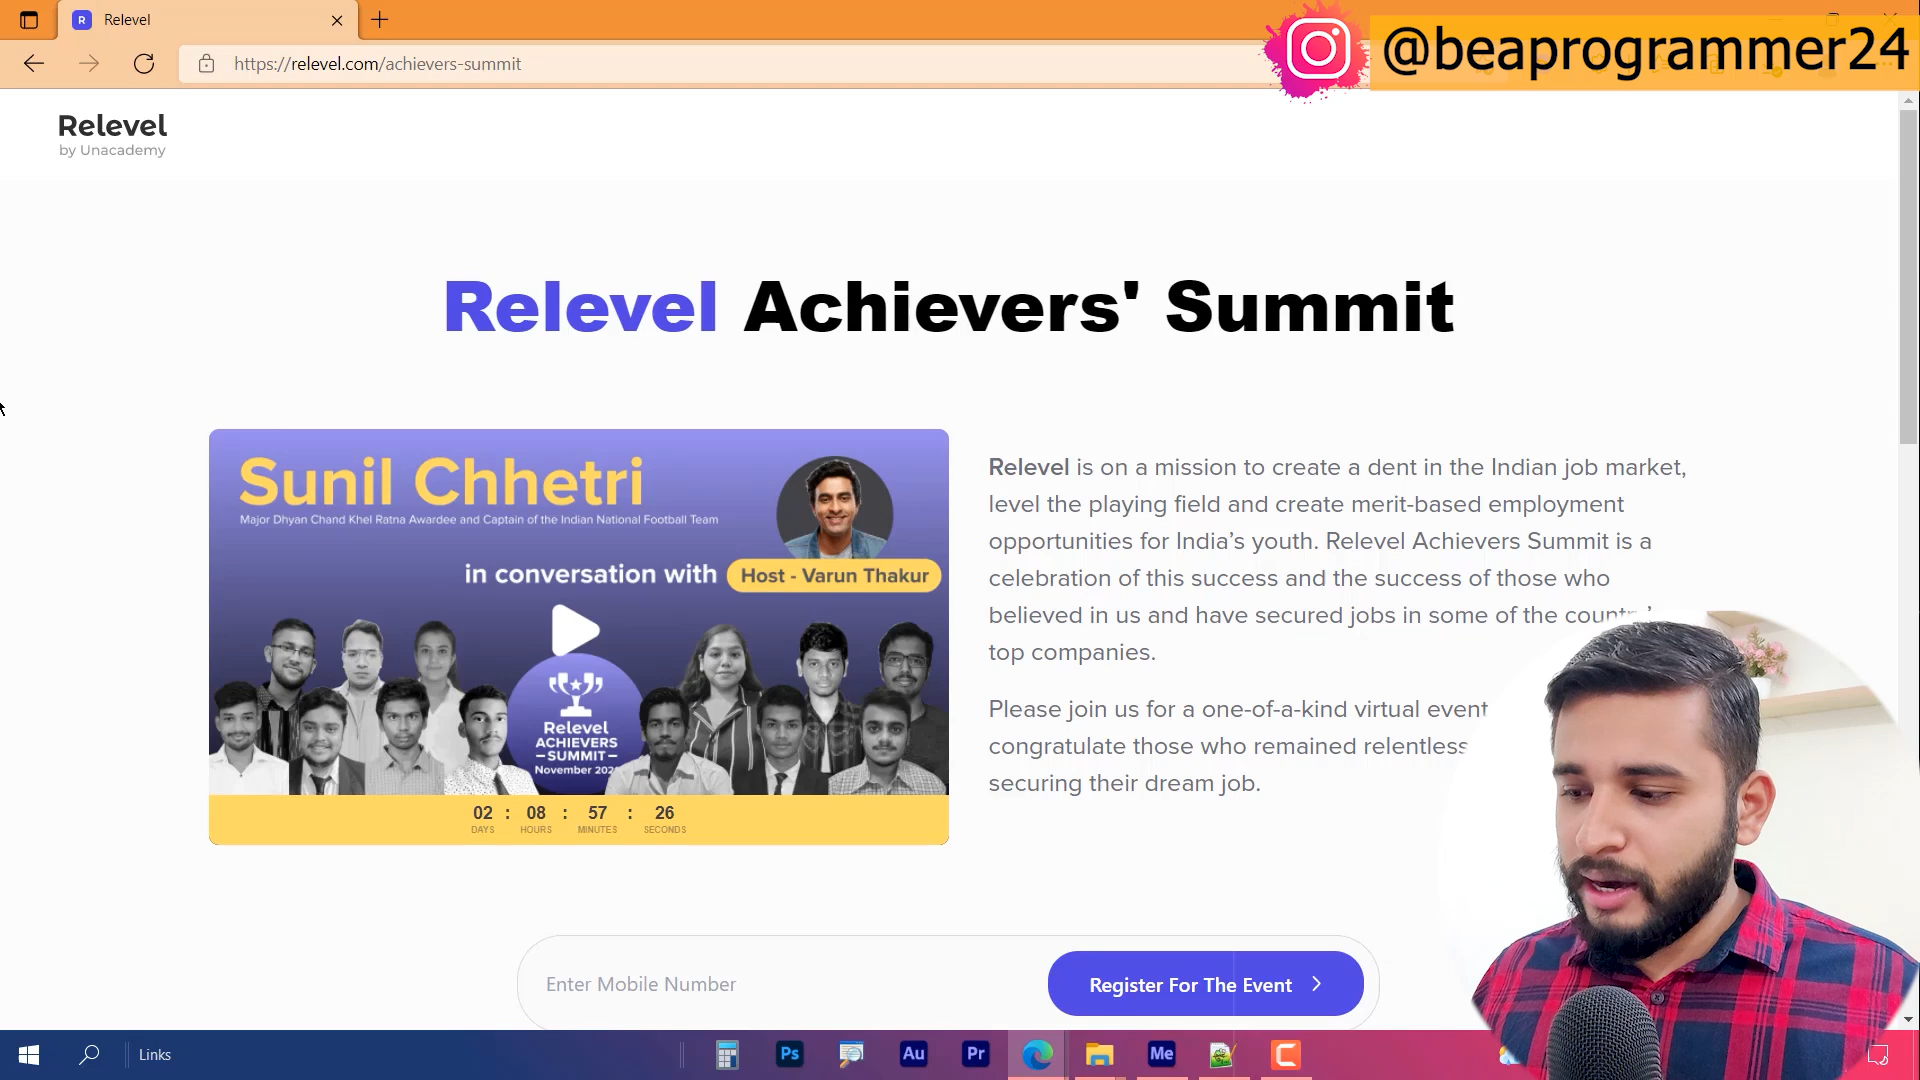 Relevel
@beaprogrammer24
https://relevel.com/achievers-summit
Relevel
by Unacademy
Relevel Achievers' Summit
Sunil Chhetri
Major Dhyan Chand Khel Ratna Awardee and Captain of the Indian National Football Team
in conversation with
Host - Varun Thakur
Relevel
ACHIEVERS
SUMMIT
November
02 : 08 : 57 : 26
DAYS HOURS MINUTES SECONDS
Relevel is on a mission to create a dent in the Indian job market,
level the playing field and create merit-based employment
opportunities for India’s youth. Relevel Achievers Summit is a
celebration of this success and the success of those who
believed in us and have secured jobs in some of the
top companies.
Please join us for a one-of-a-kind virtual event
congratulate those who remained relentless
securing their dream job.
Enter Mobile Number
Register For The Event
Links
Ps
Au
Pr
Me